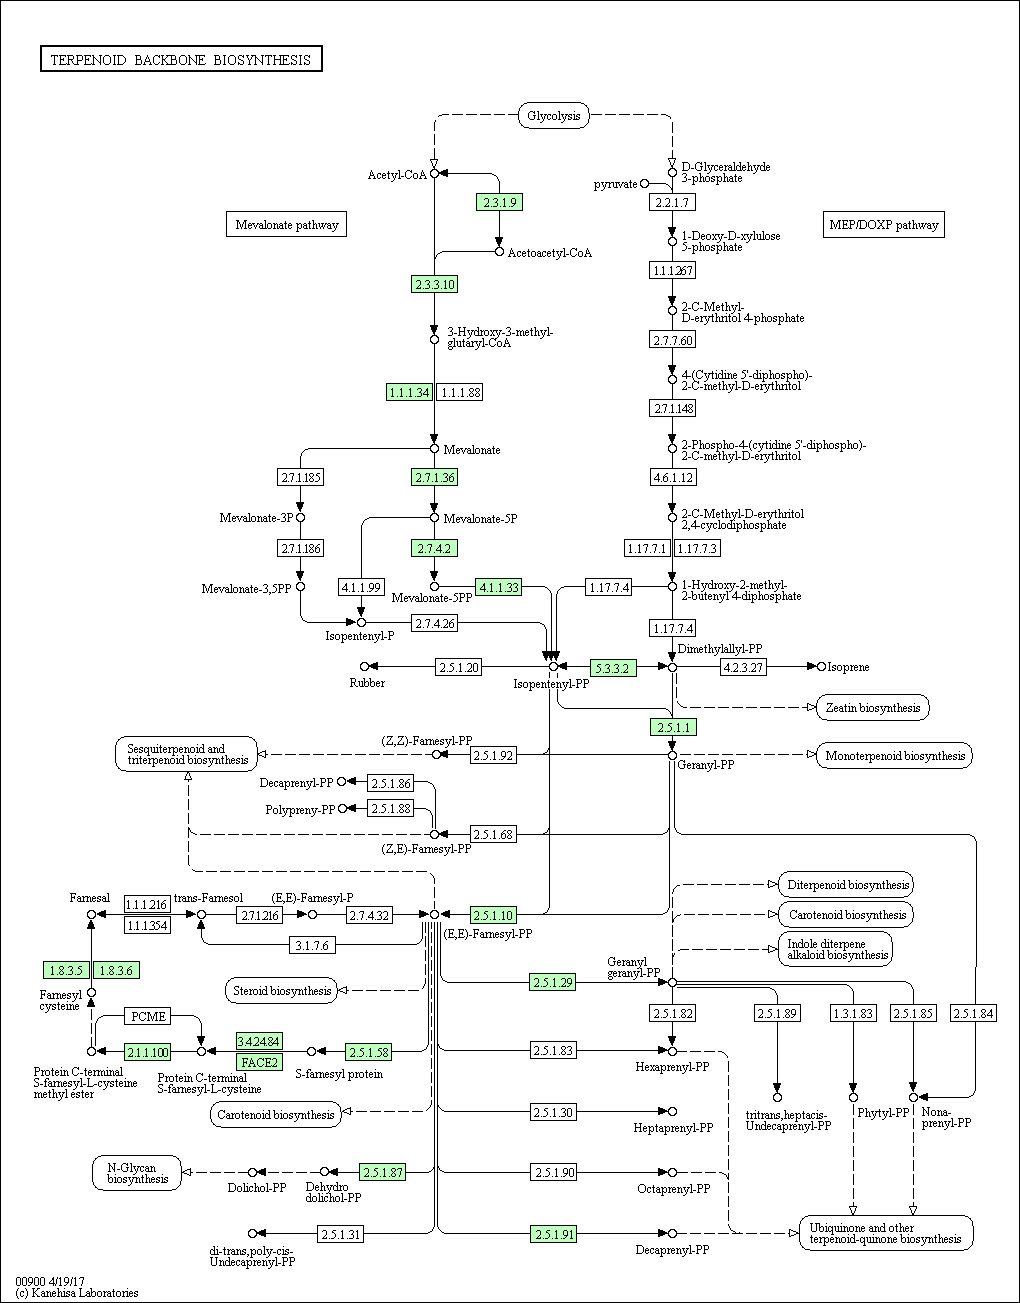 TERPENOID BACKBONE BIOSYNTHESIS
Glycolysis
Acetyl-CoA
D-Glyceraldehyde
3-phosphate
pyruvate
2.3.1.9
2.2.1.7
Mevalonate pathway
MEP/DOXP pathway
1-Deoxy-D-xylulose
5-phosphate
Acetoacetyl-CoA
1.1.1.267
2.3.3.10
2-C-Methyl-
D-erythritol 4-phosphate
3-Hydroxy-3-methyl-
glutaryl-CoA
2.7.7.60
4-(Cytidine 5'-diphospho)-
2-C-methyl-D-erythritol
1.1.1.34
1.1.1.88
2.7.1.148
Mevalonate
2-Phospho-4-(cytidine 5'-diphospho)-
2-C-methyl-D-erythritol
2.7.1.185
2.7.1.36
4.6.1.12
Mevalonate-3P
Mevalonate-5P
2-C-Methyl-D-erythritol
2,4-cyclodiphosphate
2.7.1.186
2.7.4.2
1.17.7.1
1.17.7.3
Mevalonate-3,5PP
4.1.1.99
Mevalonate-5PP
4.1.1.33
1.17.7.4
1-Hydroxy-2-methyl-
2-butenyl 4-diphosphate
Isopentenyl-P
2.7.4.26
1.17.7.4
Dimethylallyl-PP
Rubber
2.5.1.20
Isopentenyl-PP
5.3.3.2
4.2.3.27
Isoprene
Zeatin biosynthesis
2.5.1.1
Sesquiterpenoid and
triterpenoid biosynthesis
(Z,Z)-Farnesyl-PP
2.5.1.92
Geranyl-PP
Monoterpenoid biosynthesis
Decaprenyl-PP
2.5.1.86
Polypreny-PP
2.5.1.88
(Z,E)-Farnesyl-PP
2.5.1.68
Diterpenoid biosynthesis
Farnesal
1.1.1.216
1.1.1.354
trans-Farnesol
2.7.1.216
(E,E)-Farnesyl-P
2.7.4.32
2.5.1.10
(E,E)-Farnesyl-PP
Carotenoid biosynthesis
3.1.7.6
Indole diterpene
alkaloid biosynthesis
1.8.3.5
1.8.3.6
Geranyl
geranyl-PP
Farnesyl
cysteine
Steroid biosynthesis
2.5.1.29
PCME
2.5.1.82
2.5.1.89
1.3.1.83
2.5.1.85
2.5.1.84
2.1.1.100
3.4.24.84
FACE2
2.5.1.58
2.5.1.83
Protein C-terminal
S-farnesyl-L-cysteine
methyl ester
Protein C-terminal
S-farnesyl-L-cysteine
S-farnesyl protein
Hexaprenyl-PP
Carotenoid biosynthesis
2.5.1.30
Heptaprenyl-PP
tritrans,heptacis-
Undecaprenyl-PP
Phytyl-PP
Nona-
prenyl-PP
N-Glycan
biosynthesis
Dolichol-PP
Dehydro
dolichol-PP
2.5.1.87
2.5.1.90
Octaprenyl-PP
di-trans,poly-cis-
Undecaprenyl-PP
2.5.1.31
2.5.1.91
Decaprenyl-PP
Ubiquinone and other
terpenoid-quinone biosynthesis
00900 4/19/17
(c) Kanehisa Laboratories